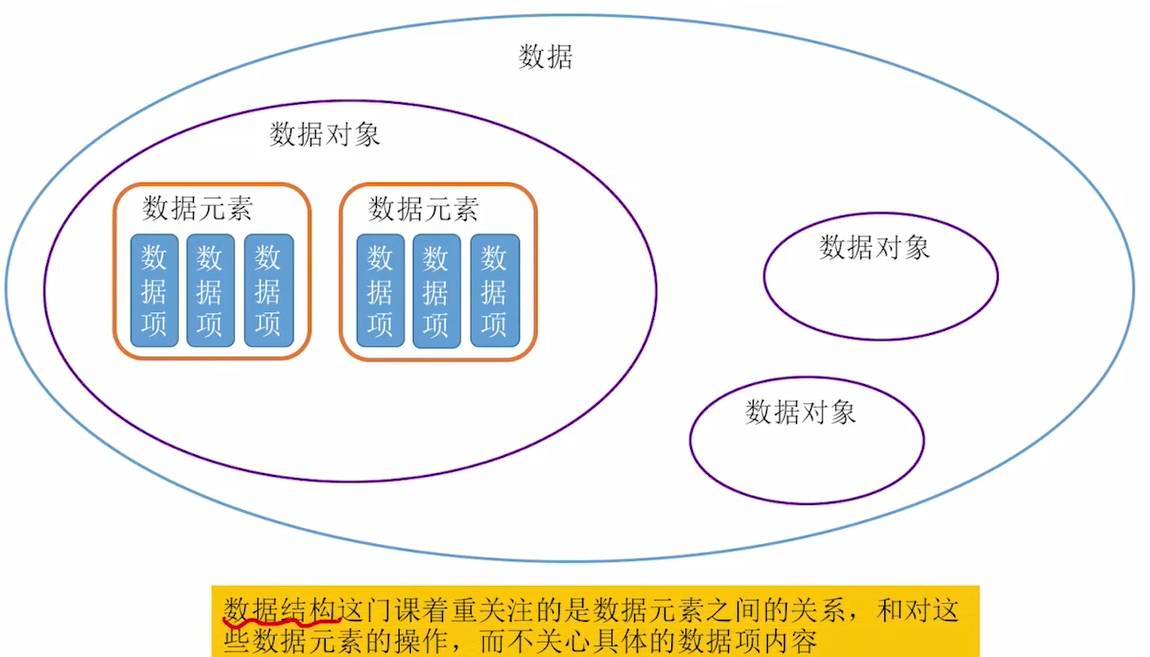 数据
数据对象
数据元素
数据项
数据项
数据项
数据元素
数据项
数据项
数据项
数据对象
数据对象
数据结构这门课着重关注的是数据元素之间的关系，和对这
些数据元素的操作，而不关心具体的数据项内容